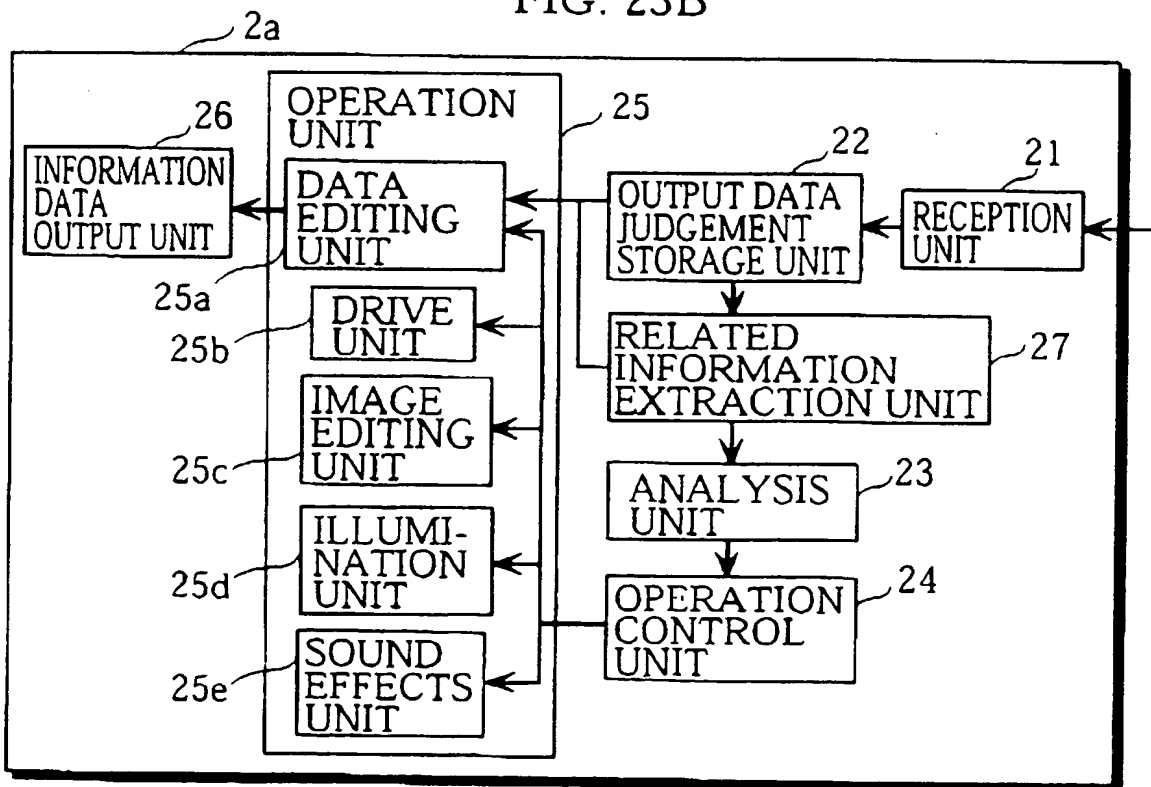 FIG. 23B
2a
OPERATION
UNIT
25
26
INFORMATION
DATA
OUTPUT UNIT
DATA
EDITING
UNIT
25a
22
OUTPUT DATA
JUDGEMENT
STORAGE UNIT
21
RECEPTION
UNIT
DRIVE
UNIT
25b
RELATED
INFORMATION
EXTRACTION UNIT
27
IMAGE
EDITING
UNIT
25c
ANALYSIS
UNIT
23
ILLUMI-
NATION
UNIT
25d
OPERATION
CONTROL
UNIT
24
SOUND
EFFECTS
UNIT
25e